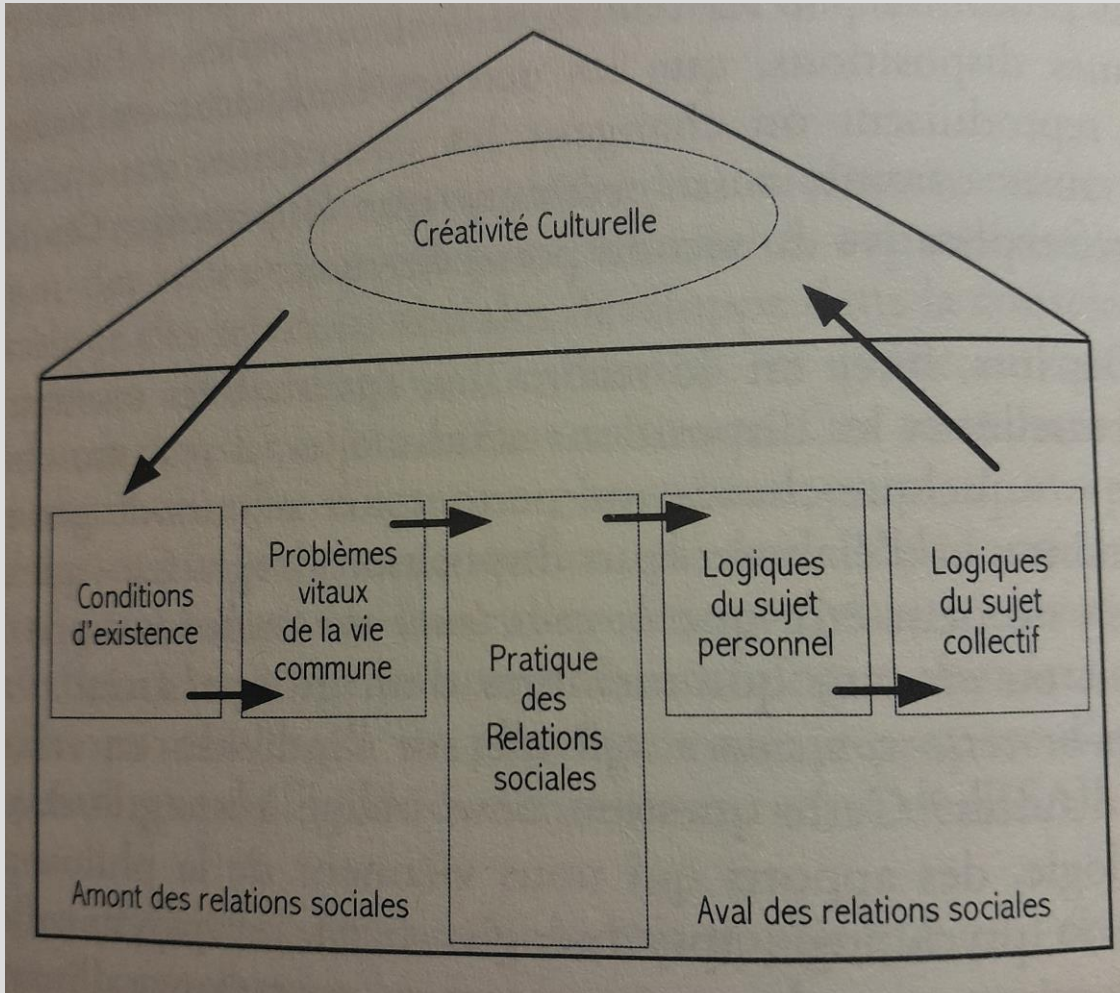 Créativité Culturelle
Conditions
d'existence
Problèmes
vitaux
de la vie
commune
Pratique
des
Relations
sociales
Logiques
du sujet
personnel
Logiques
du sujet
collectif
Amont des relations sociales
Aval des relations sociales